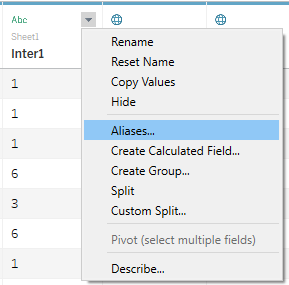 Abc
Sheet1
Inter1
1
1
1
6
3
6
1
Rename
Reset Name
Copy Values
Hide
Aliases...
Create Calculated Field...
Create Group...
Split
Custom Split...
Pivot (select multiple fields)
Describe...